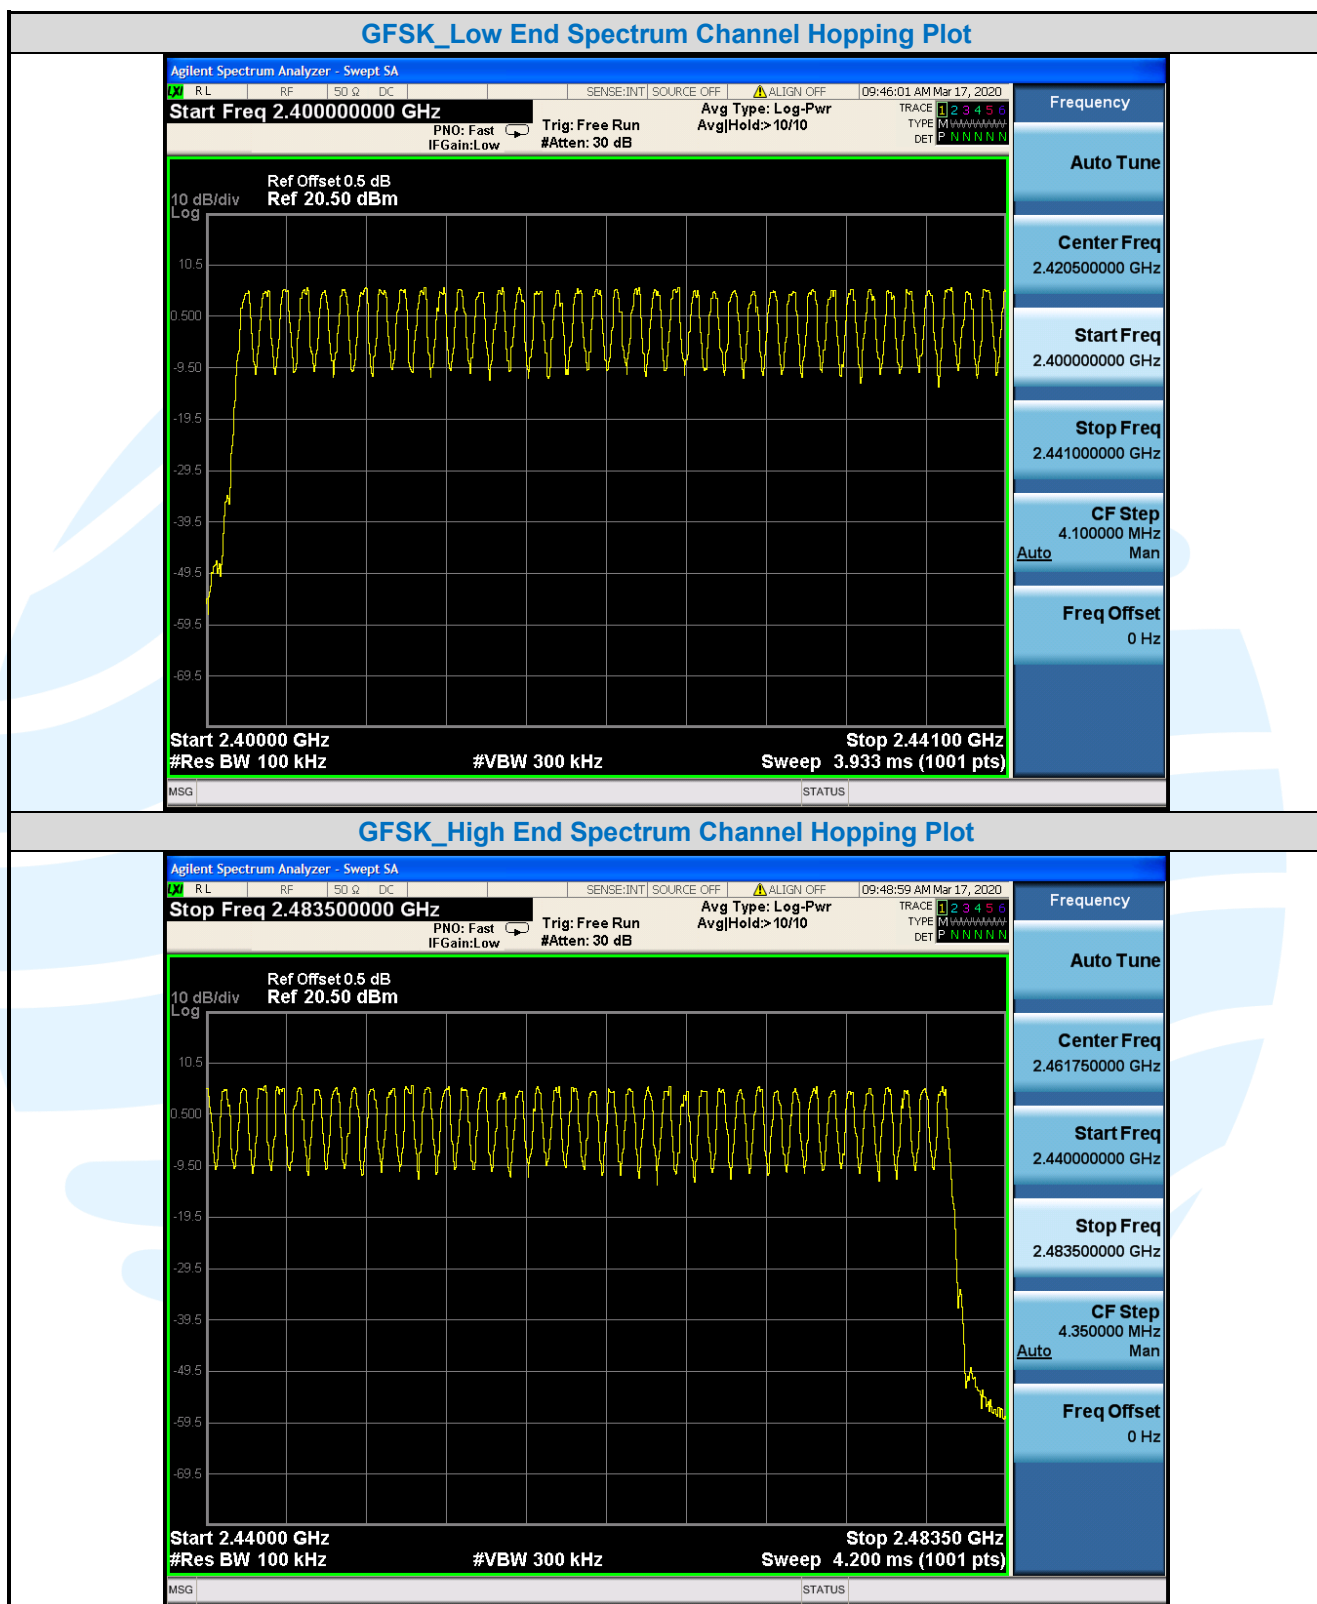 GFSK_Low End Spectrum Channel Hopping Plot
Agilent Spectrum Analyzer - Swept SA
LXI RL RF 50 Ω DC SENSE:INT SOURCE OFF ALIGN OFF 09:46:01 AM Mar 17, 2020
Start Freq 2.400000000 GHz
PNO: Fast
IFGain:Low
Trig: Free Run
#Atten: 30 dB
Avg Type: Log-Pwr
Avg|Hold:>10/10
TRACE 1 2 3 4 5 6
TYPE M WWWWW
DET P N N N N N
Ref Offset 0.5 dB
10 dB/div Ref 20.50 dBm
Log
10.5
0.500
-9.50
-19.5
-29.5
-39.5
-49.5
-59.5
-69.5
Start 2.40000 GHz Stop 2.44100 GHz
#Res BW 100 kHz #VBW 300 kHz Sweep 3.933 ms (1001 pts)
MSG STATUS
Frequency
Auto Tune
Center Freq
2.420500000 GHz
Start Freq
2.400000000 GHz
Stop Freq
2.441000000 GHz
CF Step
4.100000 MHz
Auto Man
Freq Offset
0 Hz
GFSK_High End Spectrum Channel Hopping Plot
Agilent Spectrum Analyzer - Swept SA
LXI RL RF 50 Ω DC SENSE:INT SOURCE OFF ALIGN OFF 09:48:59 AM Mar 17, 2020
Stop Freq 2.483500000 GHz
PNO: Fast
IFGain:Low
Trig: Free Run
#Atten: 30 dB
Avg Type: Log-Pwr
Avg|Hold:>10/10
TRACE 1 2 3 4 5 6
TYPE M WWWWW
DET P N N N N N
Ref Offset 0.5 dB
10 dB/div Ref 20.50 dBm
Log
10.5
0.500
-9.50
-19.5
-29.5
-39.5
-49.5
-59.5
-69.5
Start 2.44000 GHz Stop 2.48350 GHz
#Res BW 100 kHz #VBW 300 kHz Sweep 4.200 ms (1001 pts)
MSG STATUS
Frequency
Auto Tune
Center Freq
2.461750000 GHz
Start Freq
2.440000000 GHz
Stop Freq
2.483500000 GHz
CF Step
4.350000 MHz
Auto Man
Freq Offset
0 Hz